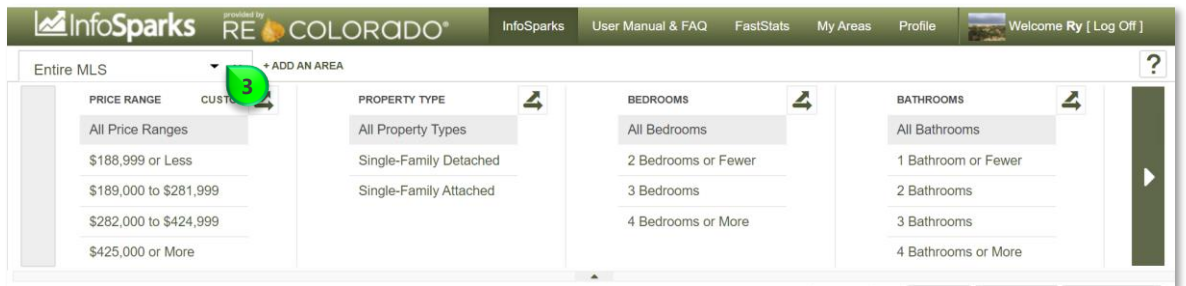 InfoSparks provided by RE COLORADO® InfoSparks User Manual & FAQ FastStats My Areas Profile Welcome Ry [ Log Off ]
Entire MLS + ADD AN AREA ?
3
PRICE RANGE
All Price Ranges
$188,999 or Less
$189,000 to $281,999
$282,000 to $424,999
$425,000 or More
PROPERTY TYPE
All Property Types
Single-Family Detached
Single-Family Attached
BEDROOMS
All Bedrooms
2 Bedrooms or Fewer
3 Bedrooms
4 Bedrooms or More
BATHROOMS
All Bathrooms
1 Bathroom or Fewer
2 Bathrooms
3 Bathrooms
4 Bathrooms or More